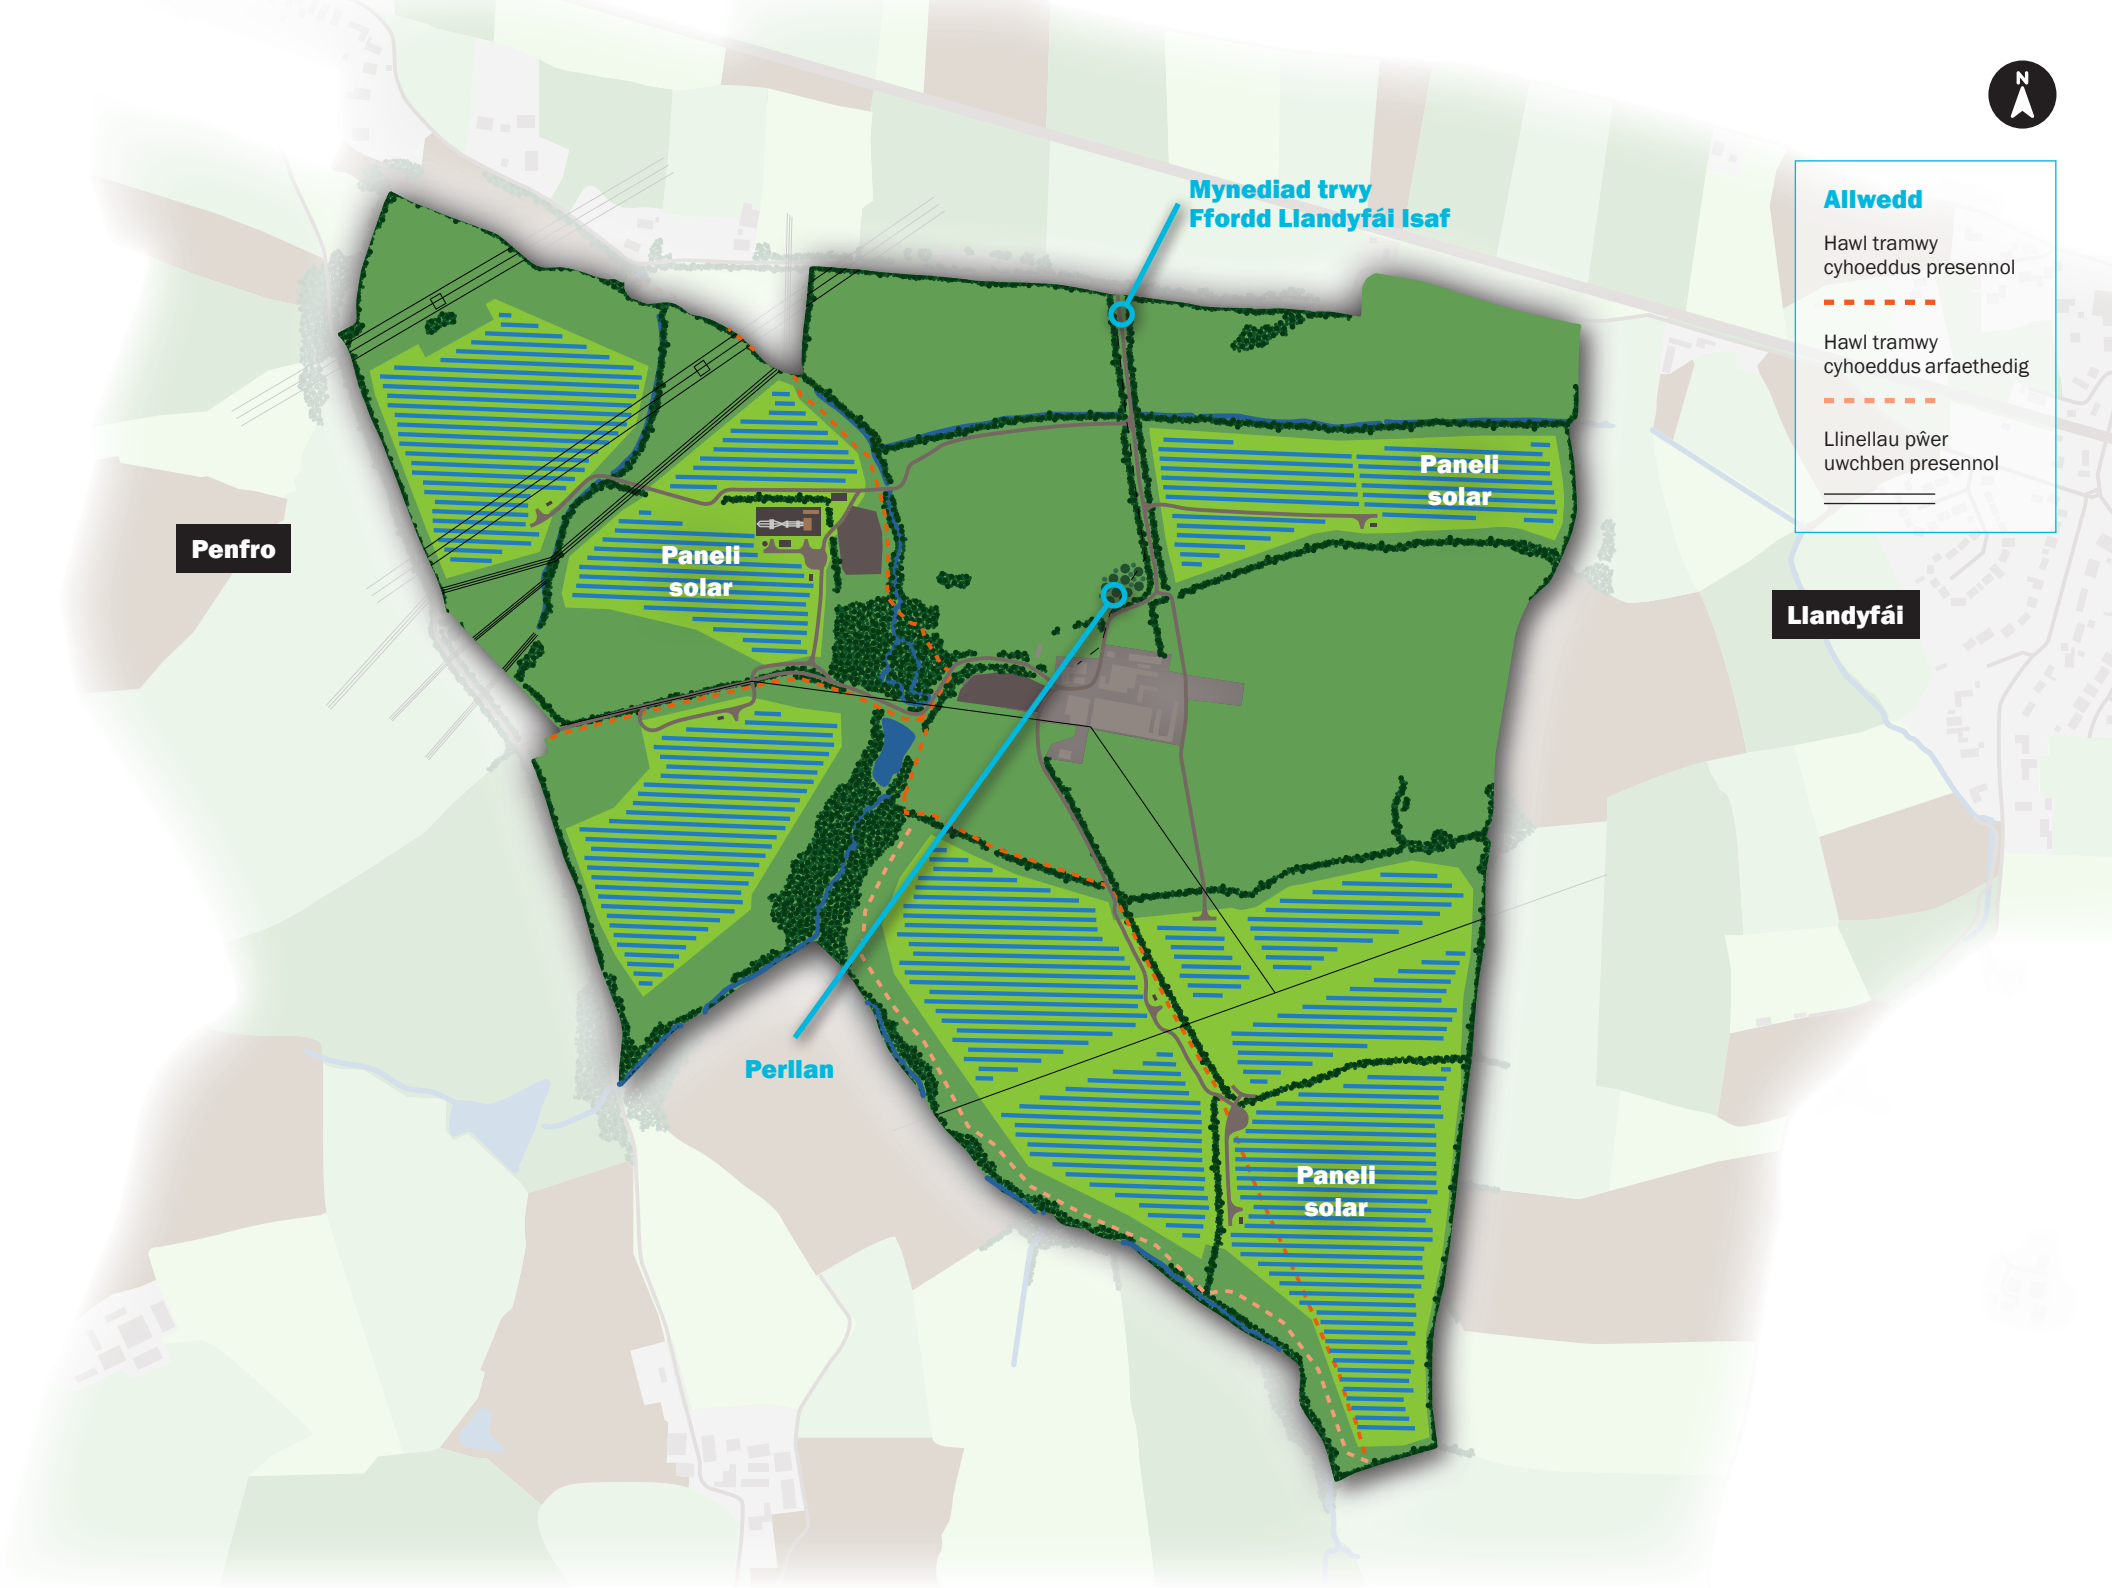 N
Mynediad trwy
Ffordd Llandyfái Isaf
Allwedd
Hawl tramwy
cyhoeddus presennol
Hawl tramwy
cyhoeddus arfaethedig
Llinellau pŵer
uwchben presennol
Paneli
solar
Penfro
Paneli
solar
Llandyfái
Perllan
Paneli
solar